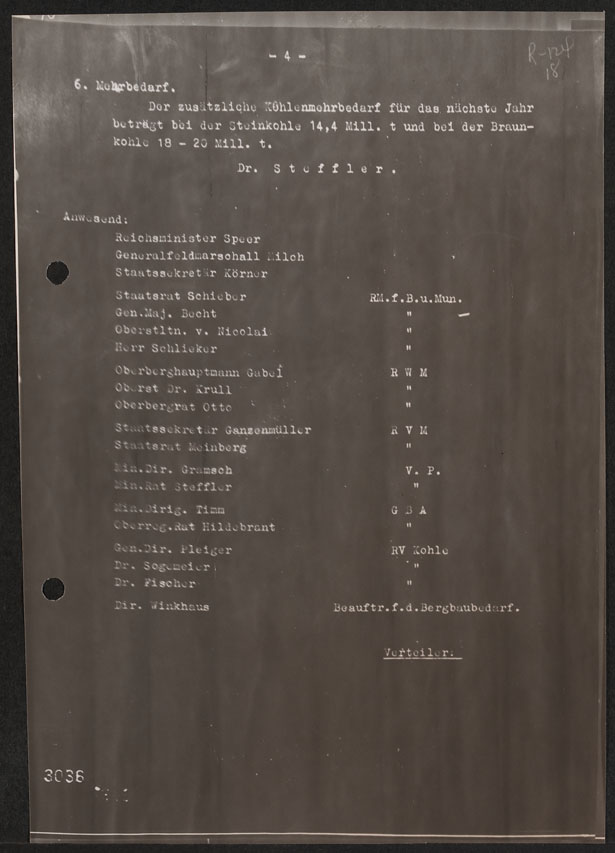 - 4 -
R-124
18
6. Mehrbedarf.
Der zusätzliche Kühlenmehrbedarf für das nächste Jahr
beträgt bei der Steinkohle 14,4 Mill. t und bei der Braun-
kohle 18 - 20 Mill. t.
Dr. Steffler.
Anwesend:
Reichsminister Speer
Generalfeldmarschall Milch
Staatssekretär Körner
Staatsrat Schieber RM.f.B.u.Mun.
Gen.Maj. Becht "
Oberstltn. v. Nicolai "
Herr Schlieker "
Oberberghauptmann Gabel R W M
Oberst Dr. Krull "
Oberbergrat Otto "
Staatssekretär Ganzenmüller R V M
Staatsrat Meinberg "
Min.Dir. Gramsch V. P.
Min.Rat Steffler "
Min.Dirig. Timm G B A
Oberreg.Rat Hildebrant "
Gen.Dir. Pleiger RV Kohle
Dr. Sogemeier "
Dr. Fischer "
Dir. Winkhaus Beauftr.f.d.Bergbaubedarf.
Verteiler:
3036